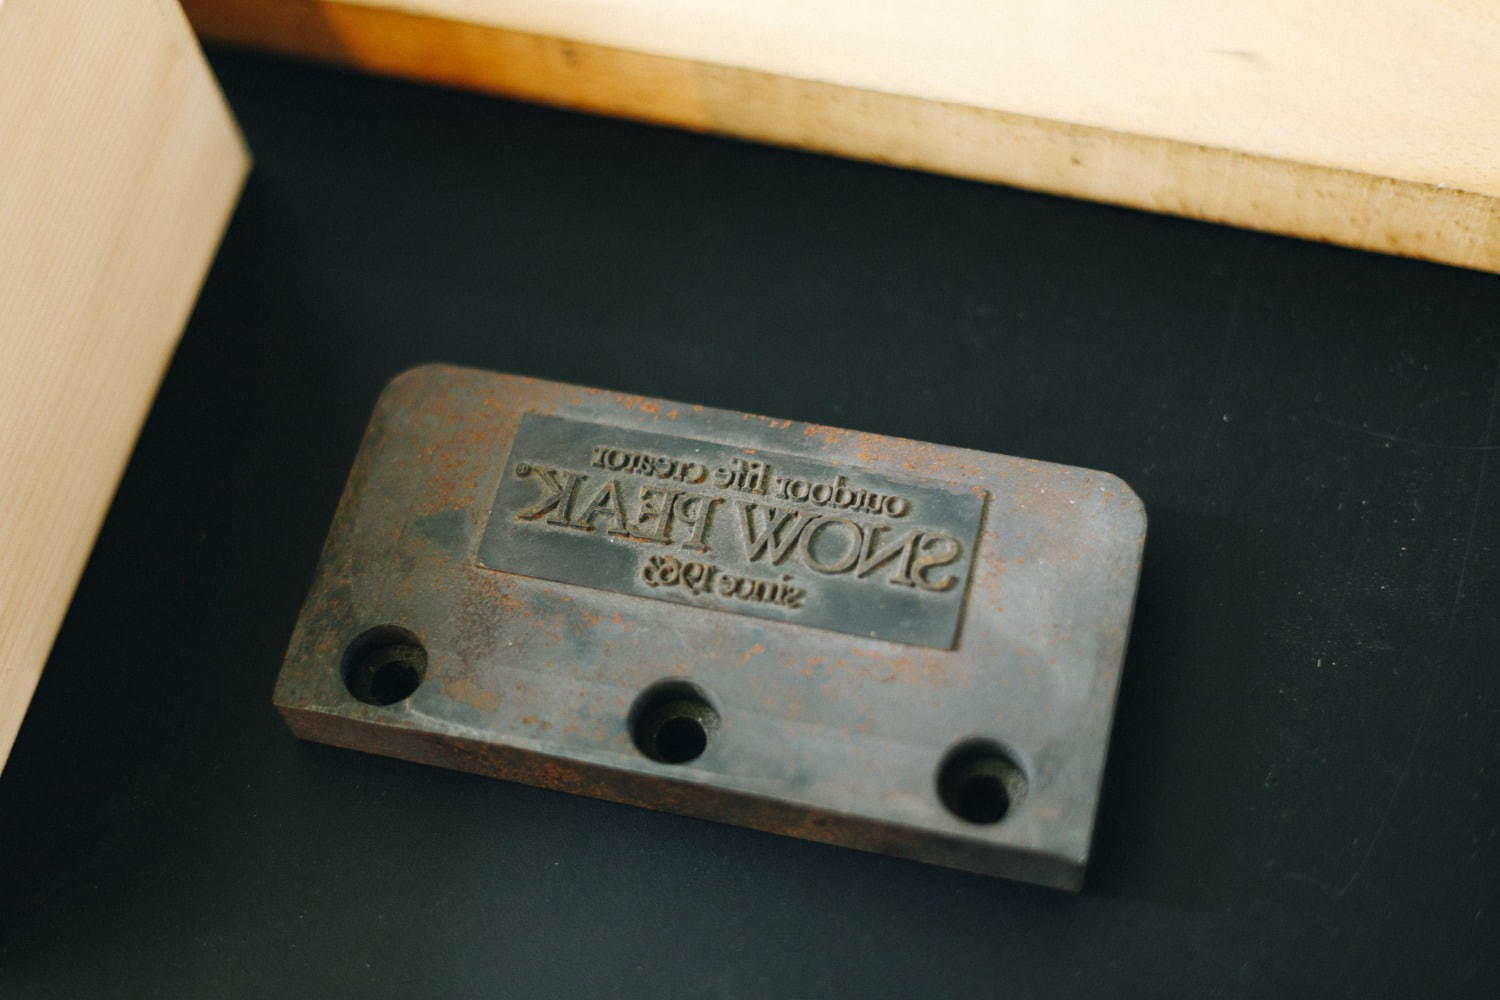 outdoor life creator
SNOW PEAK®
since 1963